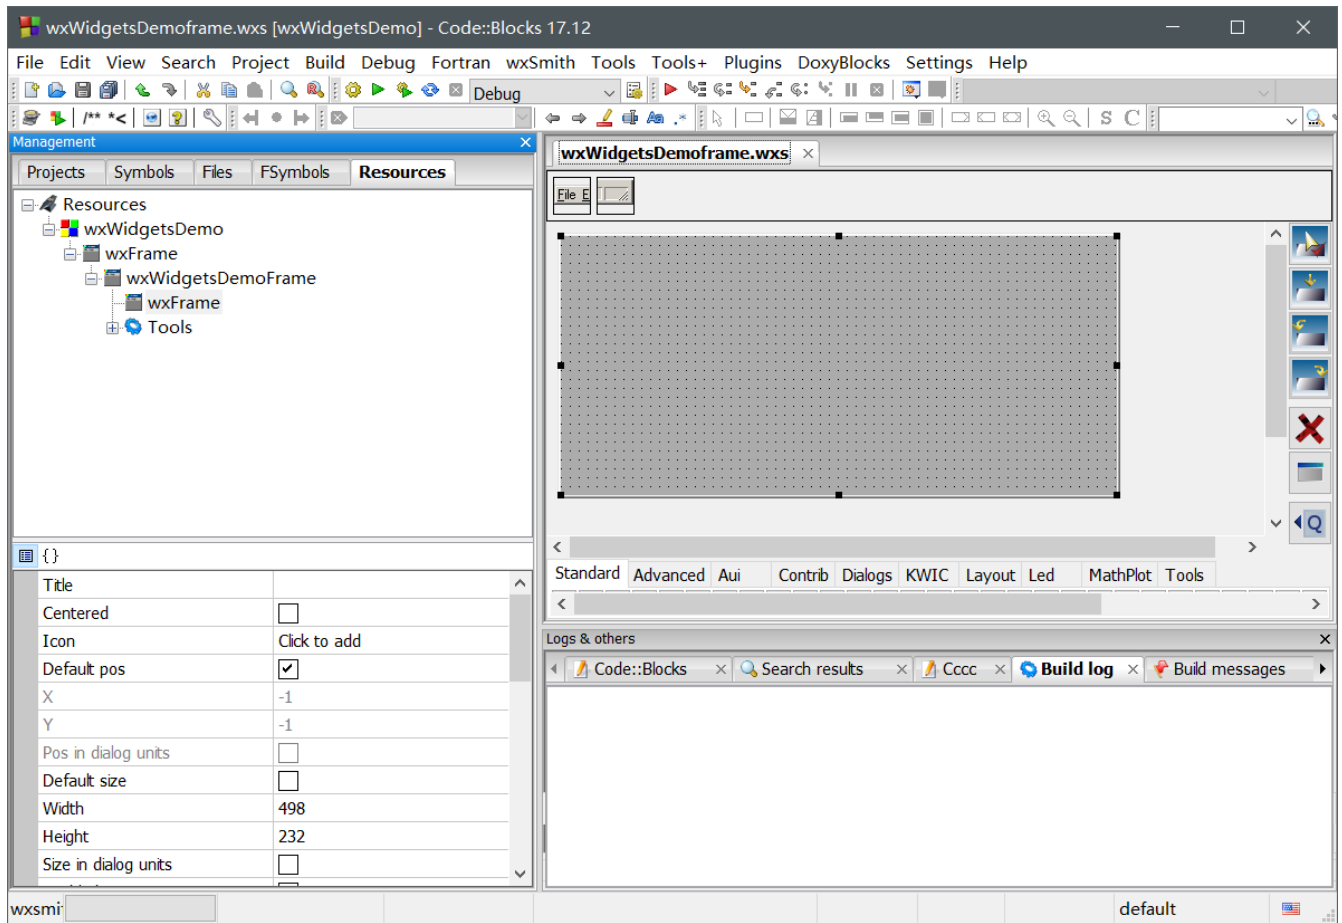 wxWidgetsDemoframe.wxs [wxWidgetsDemo] - Code::Blocks 17.12
File Edit View Search Project Build Debug Fortran wxSmith Tools Tools+ Plugins DoxyBlocks Settings Help
Debug
/** *<
S C
Management
Projects Symbols Files FSymbols Resources
Resources
wxWidgetsDemo
wxFrame
wxWidgetsDemoFrame
wxFrame
Tools
wxWidgetsDemoframe.wxs
File E
Q
Standard Advanced Aui Contrib Dialogs KWIC Layout Led MathPlot Tools
{}
Title
Centered
Icon Click to add
Default pos
X -1
Y -1
Pos in dialog units
Default size
Width 498
Height 232
Size in dialog units
Logs & others
Code::Blocks Search results Cccc Build log Build messages
wxsmi
default